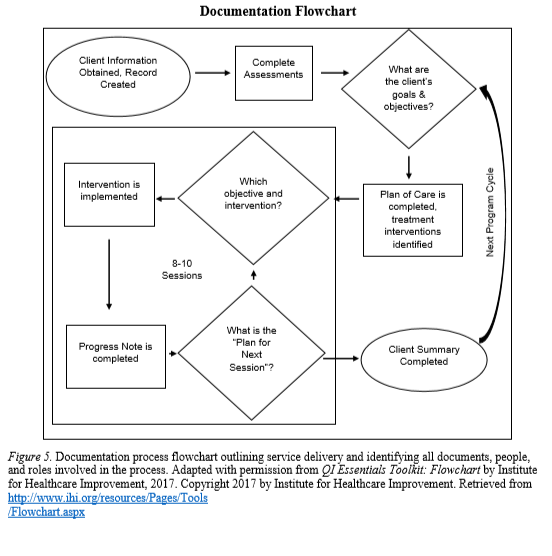 Documentation Flowchart
Client Information
Obtained, Record
Created
Complete
Assessments
What are
the client's
goals &
objectives?
Intervention is
implemented
Which
objective and
intervention?
Plan of Care is
completed,
treatment
interventions
identified
Next Program Cycle
8-10
Sessions
Progress Note is
completed
What is the
"Plan for
Next
Session"?
Client Summary
Completed
Figure 5. Documentation process flowchart outlining service delivery and identifying all documents, people,
and roles involved in the process. Adapted with permission from QI Essentials Toolkit: Flowchart by Institute
for Healthcare Improvement, 2017. Copyright 2017 by Institute for Healthcare Improvement. Retrieved from
http://www.ihi.org/resources/Pages/Tools
/Flowchart.aspx